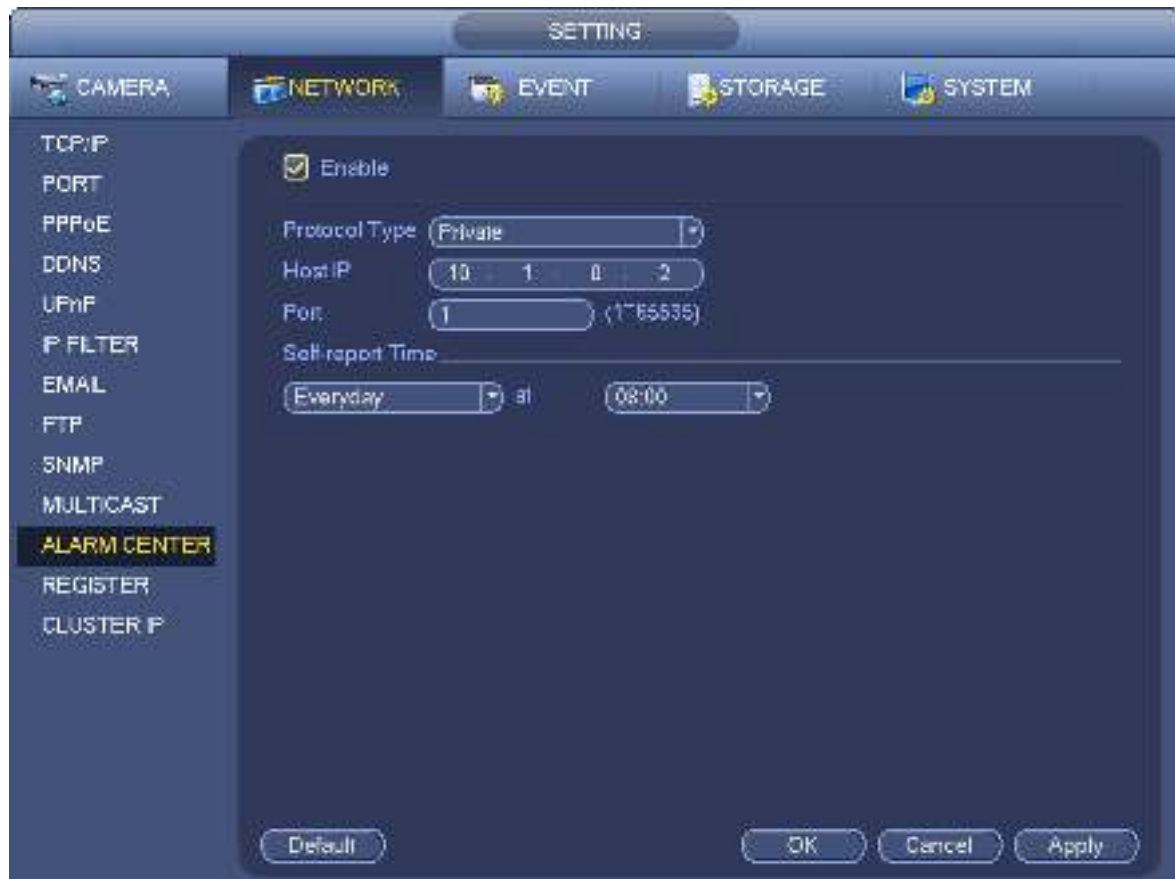 SETTING
CAMERA NETWORK EVENT STORAGE SYSTEM
TCP/IP
PORT
PPPoE
DDNS
UPnP
IP FILTER
EMAIL
FTP
SNMP
MULTICAST
ALARM CENTER
REGISTER
CLUSTER IP
Enable
Protocol Type Private
Host IP 10 . 1 . 0 . 2
Port 1 (1~65535)
Self-report Time
Everyday at 08:00
Default OK Cancel Apply